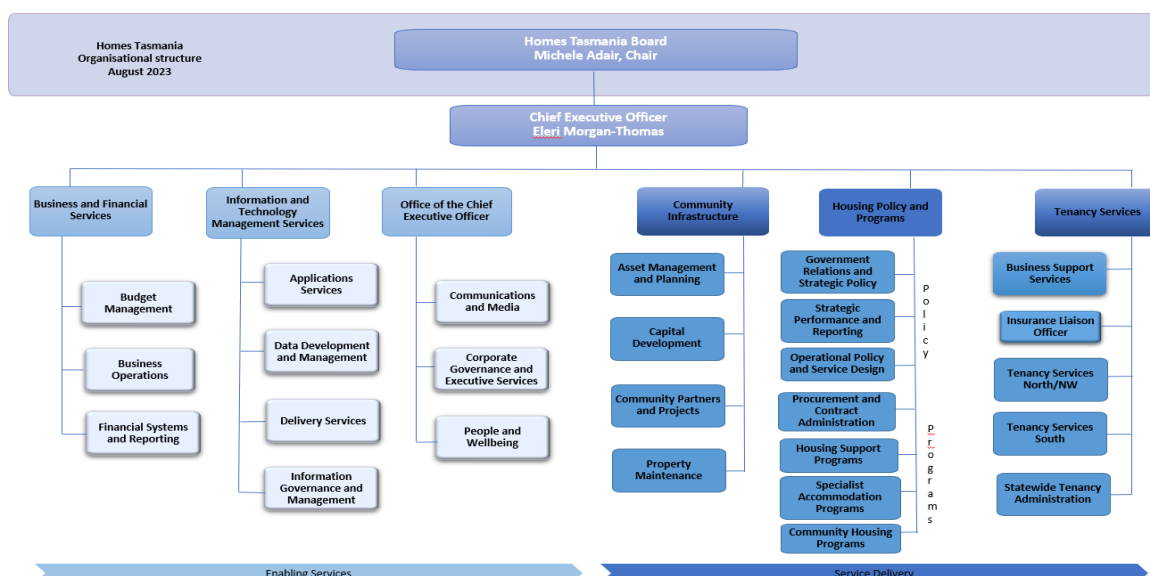 Homes Tasmania
Organisational structure
August 2023
Homes Tasmania Board
Michele Adair, Chair
Chief Executive Officer
Eleri Morgan-Thomas
Business and Financial
Services
Budget
Management
Business
Operations
Financial Systems
and Reporting
Information and
Technology
Management Services
Applications
Services
Data Development
and Management
Delivery Services
Information
Governance and
Management
Office of the Chief
Executive Officer
Communications
and Media
Corporate
Governance and
Executive Services
People and
Wellbeing
Community
Infrastructure
Asset Management
and Planning
Capital
Development
Community Partners
and Projects
Property
Maintenance
Housing Policy and
Programs
Government
Relations and
Strategic Policy
Strategic
Performance and
Reporting
Operational Policy
and Service Design
Policy
Procurement and
Contract
Administration
Housing Support
Programs
Specialist
Accommodation
Programs
Community Housing
Programs
Programs
Tenancy Services
Business Support
Services
Insurance Liaison
Officer
Tenancy Services
North/NW
Tenancy Services
South
Statewide Tenancy
Administration
Enabling Services
Service Delivery